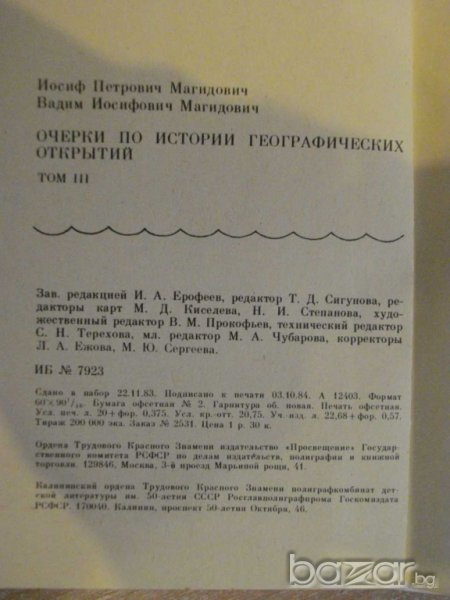 Иосиф Петрович Магидович
Вадим Иосифович Магидович
ОЧЕРКИ ПО ИСТОРИИ ГЕОГРАФИЧЕСКИХ
ОТКРЫТИЙ
ТОМ III
Зав. редакцией И. А. Ерофеев, редактор Т. Д. Сигунова, ре-
дакторы карт М. Д. Киселева, Н. И. Степанова, худо-
жественный редактор В. М. Прокофьев, технический редактор
С. Н. Терехова, мл. редактор М. А. Чубарова, корректоры
Л. А. Ежова, М. Ю. Сергеева.
ИБ № 7923
Сдано в набор 22.11.83. Подписано к печати 03.10.84. А 12403. Формат
60×90¹/₁₆. Бумага офсетная № 2. Гарнитура об. новая. Печать офсетная.
Усл. печ. л. 20+фор. 0,375. Усл. кр.-отт. 20,75. Уч. изд. л. 22,68+фор. 0,57.
Тираж 200 000 экз. Заказ № 2531. Цена 1 р. 30 к.
Ордена Трудового Красного Знамени издательство «Просвещение» Государ-
ственного комитета РСФСР по делам издательств, полиграфии и книжной
торговли. 129846, Москва, 3-й проезд Марьиной рощи, 41.
Калининский ордена Трудового Красного Знамени полиграфкомбинат дет-
ской литературы им. 50-летия СССР Росглавполиграфпрома Госкомиздата
РСФСР. 170040. Калинин, проспект 50-летия Октября, 46.
bazar.bg